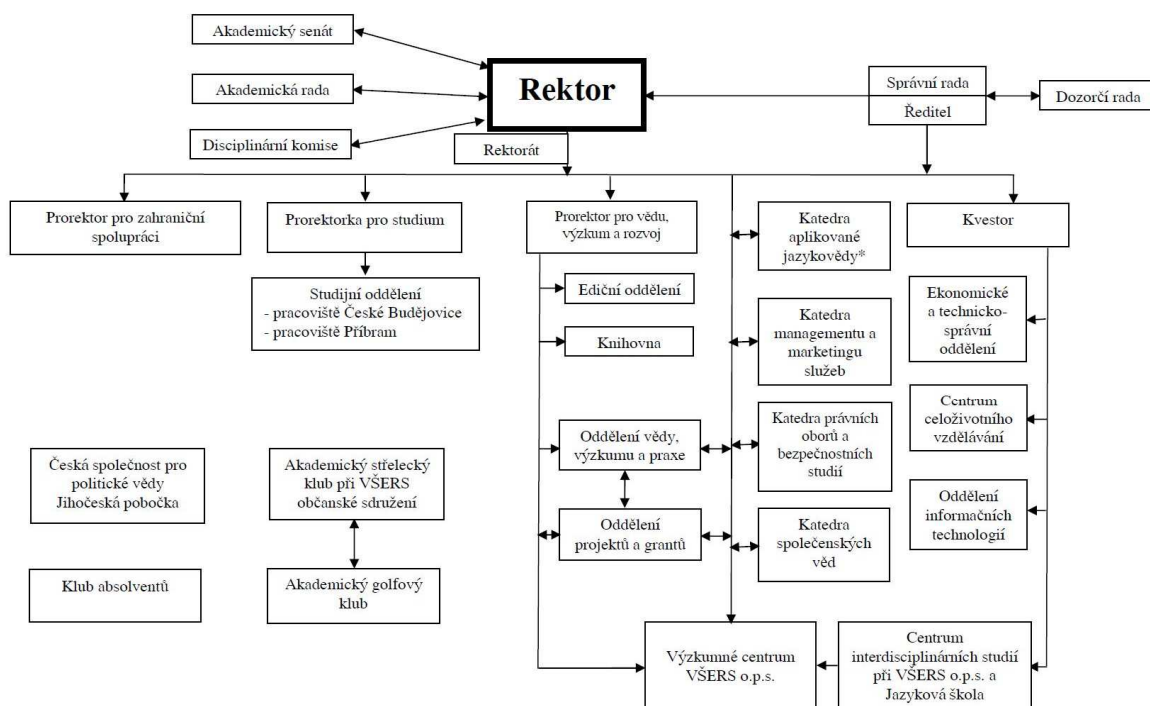 Akademický senát
Akademická rada
Disciplinární komise
Rektor
Rektorát
Správní rada
Ředitel
Dozorčí rada
Prorektor pro zahraniční
spolupráci
Prorektorka pro studium
Prorektor pro vědu,
výzkum a rozvoj
Katedra
aplikované
jazykovědy*
Kvestor
Studijní oddělení
- pracoviště České Budějovice
- pracoviště Příbram
Ediční oddělení
Knihovna
Katedra
managementu a
marketingu
služeb
Ekonomické
a technicko-
správní
oddělení
Oddělení vědy,
výzkumu a praxe
Katedra právních
oborů a
bezpečnostních
studií
Centrum
celoživotního
vzdělávání
Česká společnost pro
politické vědy
Jihočeská pobočka
Akademický střelecký
klub při VŠERS
občanské sdružení
Oddělení
projektů a grantů
Katedra
společenských
věd
Oddělení
informačních
technologií
Klub absolventů
Akademický golfový
klub
Výzkumné centrum
VŠERS o.p.s.
Centrum
interdisciplinárních studií
při VŠERS o.p.s. a
Jazyková škola